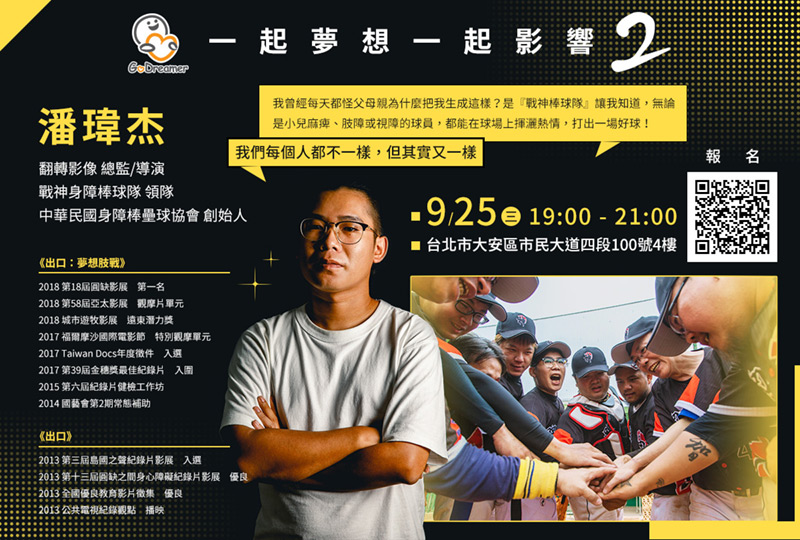 GoDreamer
一起夢想一起影響2
我曾經每天都怪父母親為什麼把我生成這樣？是『戰神棒球隊』讓我知道，無論
是小兒麻痺、肢障或視障的球員，都能在球場上揮灑熱情，打出一場好球！
我們每個人都不一樣，但其實又一樣
潘瑋杰
翻轉影像 總監/導演
戰神身障棒球隊 領隊
中華民國身障棒壘球協會 創始人
報名
9/25 三 19:00 - 21:00
台北市大安區市民大道四段100號4樓
《出口：夢想肢戰》
2018 第18屆圓缺影展 第一名
2018 第58屆亞太影展 觀摩片單元
2018 城市遊牧影展 遠東潛力獎
2017 福爾摩沙國際電影節 特別觀摩單元
2017 Taiwan Docs年度徵件 入選
2017 第39屆金穗獎最佳紀錄片 入圍
2015 第六屆紀錄片健檢工作坊
2014 國藝會第2期常態補助
《出口》
2013 第三屆島國之聲紀錄片影展 入選
2013 第十三屆圓缺之間身心障礙紀錄片影展 優良
2013 全國優良教育影片徵集 優良
2013 公共電視紀錄觀點 播映